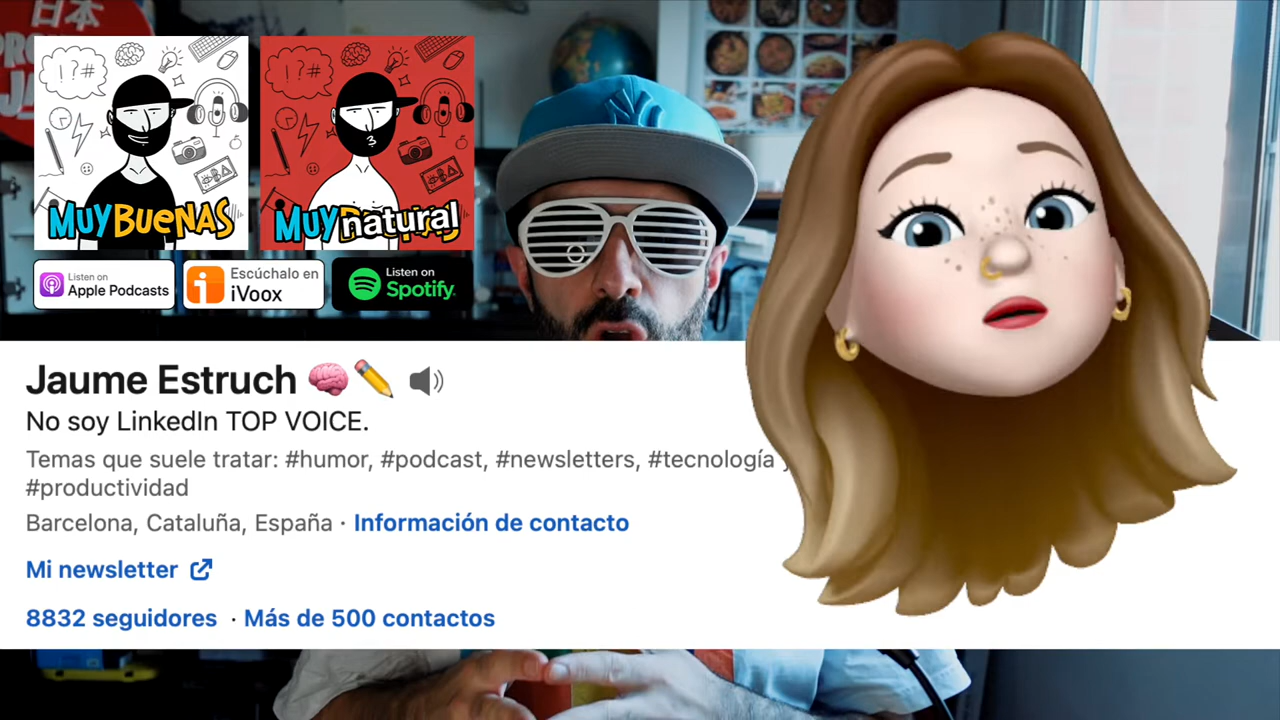 日本
!?#
MUYBUENAS
!?#
MUYnatural
Listen on
Apple Podcasts
Escúchalo en
iVoox
Listen on
Spotify
Jaume Estruch
No soy LinkedIn TOP VOICE.
Temas que suele tratar: #humor, #podcast, #newsletters, #tecnología
#productividad
Barcelona, Cataluña, España · Información de contacto
Mi newsletter
8832 seguidores · Más de 500 contactos